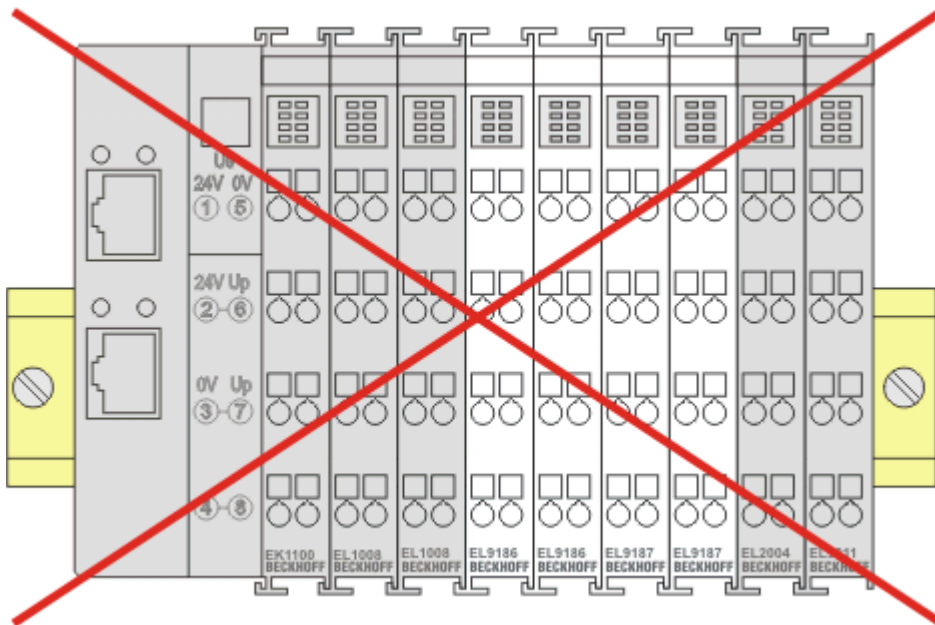 Us
24V 0V
1 5
24V Up
2 6
0V Up
3 7
4 8
EK1100 EL1008 EL1008 EL9186 EL9186 EL9187 EL9187 EL2004
BECKHOFF BECKHOFF BECKHOFF BECKHOFF BECKHOFF BECKHOFF BECKHOFF BECKHOFF BECKHOFF